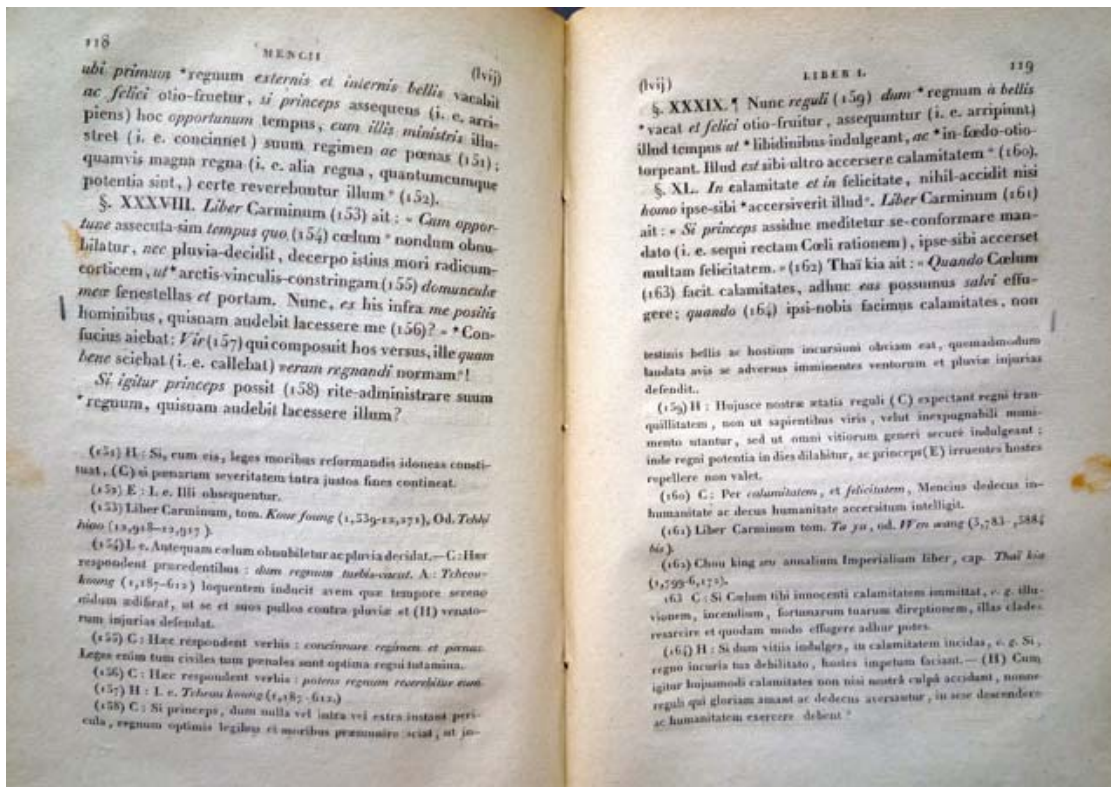 118
MENCII
(lvij)
ubi primum *regnum externis et internis bellis vacabit
ac felici otio-fruetur, si princeps assequens (i. e. arri-
piens) hoc opportunum tempus, cum illis ministris illu-
stret (i. e. concinnet) suum regimen ac pœnas (151);
quamvis magna regna (i. e. alia regna, quantumcumque
potentia sint,) certe reverebuntur illum* (152).
§. XXXVIII. Liber Carminum (153) ait : « Cum oppor-
tune assecuta-sim tempus quo (154) cœlum * nondum obnu-
bilatur, nec pluvia-decidit, decerpo istius mori radicum-
corticem, ut *arctis-vinculis-constringam (155) domunculæ
meæ fenestellas et portam. Nunc, ex his infra me positis
hominibus, quisnam audebit lacessere me (156)? » *Con-
fucius aiebat: Vir (157) qui composuit hos versus, ille quam
bene sciebat (i. e. callebat) veram regnandi normam*!
Si igitur princeps possit (158) rite-administrare suum
*regnum, quisnam audebit lacessere illum?
(151) H : Si, cum eis, leges moribus reformandis idoneas consti-
tuat, (C) si pœnarum severitatem intra justos fines contineat.
(152) E : I. e. Illi obsequentur.
(153) Liber Carminum, tom. Koue foung (1,539-12,271), Od. Tchhi
hiao (12,918-12,917).
(154) I. e. Antequam cœlum obnubiletur ac pluvia decidat.—C : Hæc
respondent præcedentibus : dum regnum turbis-vacat. A : Tcheou-
koung (1,187-612) loquentem inducit avem quæ tempore sereno
nidum ædificat, ut se et suos pullos contra pluviæ et (H) venato-
rum injurias defendat.
(155) C : Hæc respondent verbis : concinnare regimen et pœnas.
Leges enim tum civiles tum pœnales sont optima regni tutamina.
(156) C : Hæc respondent verbis : potens regnum reverebitur eum.
(157) H : I. e. Tcheou koung (1,187-612.)
(158) C : Si princeps, dum nulla vel intra vel extra instant peri-
cula, regnum optimis legibus et moribus præmunire sciat, ut in-
(lvij)
LIBER I.
119
§. XXXIX. ¶ Nunc reguli (159) dum *regnum à bellis
*vacat et felici otio-fruitur, assequuntur (i. e. arripiunt)
illud tempus ut *libidinibus indulgeant, ac *in-fœdo-otio-
torpeant. Illud est sibi ultro accersere calamitatem * (160).
§. XL. In calamitate et in felicitate, nihil-accidit nisi
homo ipse-sibi *accersiverit illud*. Liber Carminum (161)
ait : « Si princeps assidue meditetur se-conformare man-
dato (i. e. sequi rectam Cœli rationem), ipse-sibi accerset
multam felicitatem. » (162) Thaï kia ait : « Quando Cœlum
(163) facit calamitates, adhuc eas possumus salvi effu-
gere; quando (164) ipsi-nobis facimus calamitates, non
testinis bellis ac hostium incursioni obviam eat, quemadmodum
laudata avis se adversus imminentes ventorum et pluviæ injurias
defendit.
(159) H : Hujusce nostræ ætatis reguli (C) expectant regni tran-
quillitatem, non ut sapientibus viris, velut inexpugnabili muni-
mento utantur, sed ut omni vitiorum generi securè indulgeant ;
inde regni potentia in dies dilabitur, ac princeps (E) irruentes hostes
repellere non valet.
(160) C : Per calamitatem, et felicitatem, Mencius dedecus in-
humanitate ac decus humanitate accersitum intelligit.
(161) Liber Carminum tom. Ta ya, od. Wen wang (3,783-,5884
bis).
(162) Chou king seu annalium Imperialium liber, cap. Thaï kia
(1,799-6,172).
163 C : Si Cœlum tibi innocenti calamitatem immittat, e. g. illu-
vionem, incendium, fortunarum tuarum direptionem, illas clades
resarcire et quodam modo effugere adhuc potes.
(164) H : Si dum vitiis indulges, in calamitatem incidas, e. g. Si,
regno incuria tua debilitato, hostes impetum faciant. — (H) Cum
igitur hujusmodi calamitates non nisi nostrâ culpâ accidant, nonne
reguli qui gloriam amant ac dedecus aversantur, in sese descendere
ac humanitatem exercere debent